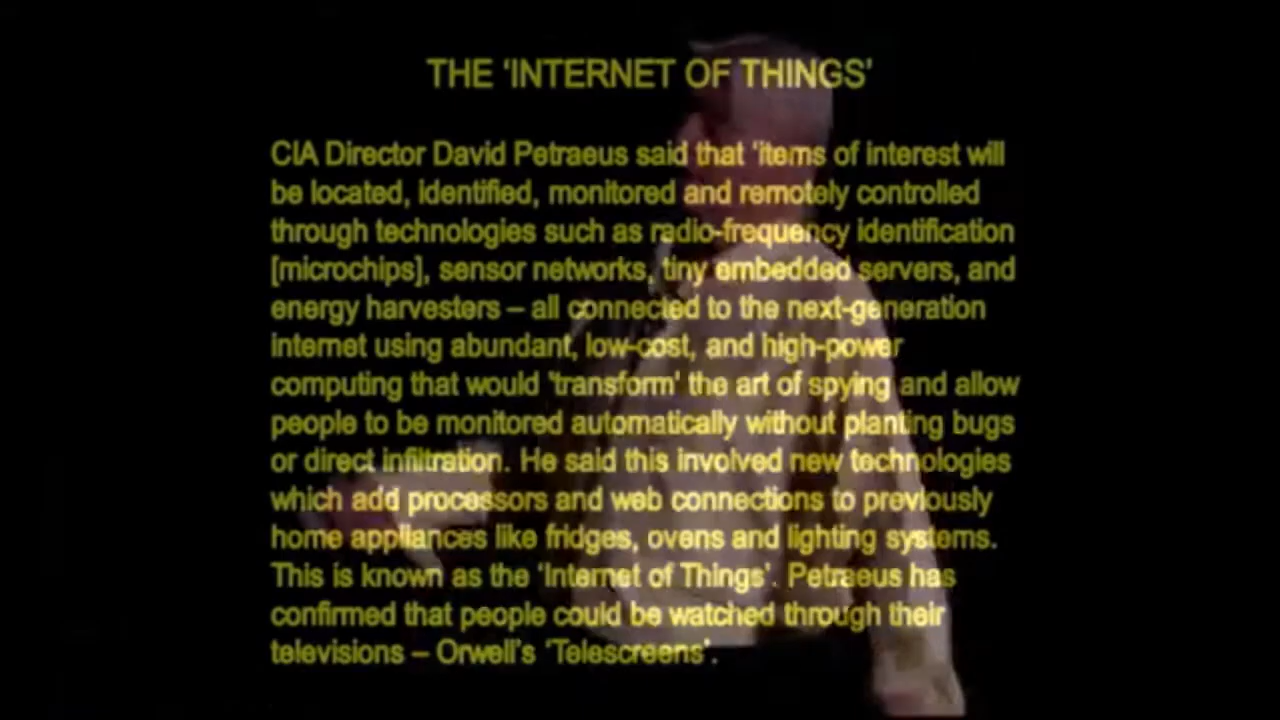 THE ‘INTERNET OF THINGS’
CIA Director David Petraeus said that ‘items of interest will
be located, identified, monitored and remotely controlled
through technologies such as radio-frequency identification
[microchips], sensor networks, tiny embedded servers, and
energy harvesters – all connected to the next-generation
internet using abundant, low-cost, and high-power
computing that would ‘transform’ the art of spying and allow
people to be monitored automatically without planting bugs
or direct infiltration. He said this involved new technologies
which add processors and web connections to previously
home appliances like fridges, ovens and lighting systems.
This is known as the ‘Internet of Things’. Petraeus has
confirmed that people could be watched through their
televisions – Orwell’s ‘Telescreens’.